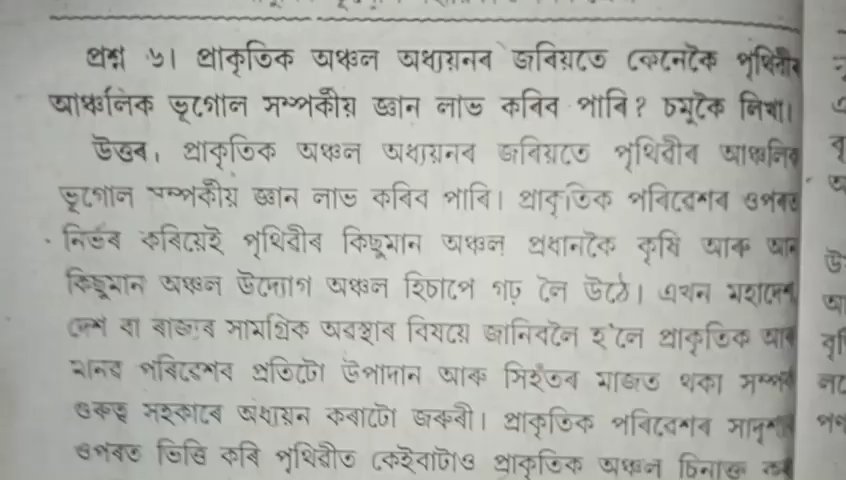 প্ৰশ্ন ৬। প্ৰাকৃতিক অঞ্চল অধ্যয়নৰ জৰিয়তে কেনেকৈ পৃথিৱীৰ
আঞ্চলিক ভূগোল সম্পৰ্কীয় জ্ঞান লাভ কৰিব পাৰি? চমূকৈ লিখা।
উত্তৰ। প্ৰাকৃতিক অঞ্চল অধ্যয়নৰ জৰিয়তে পৃথিৱীৰ আঞ্চলিক
ভূগোল সম্পৰ্কীয় জ্ঞান লাভ কৰিব পাৰি। প্ৰাকৃতিক পৰিৱেশৰ ওপৰত
নিৰ্ভৰ কৰিয়েই পৃথিৱীৰ কিছুমান অঞ্চল প্ৰধানকৈ কৃষি আৰু আন
কিছুমান অঞ্চল উদ্যোগ অঞ্চল হিচাপে গঢ় লৈ উঠে। এখন মহাদেশ
দেশ বা ৰাজ্যৰ সামগ্ৰিক অৱস্থাৰ বিষয়ে জানিবলৈ হ'লে প্ৰাকৃতিক আৰু
মানৱ পৰিৱেশৰ প্ৰতিটো উপাদান আৰু সিহঁতৰ মাজত থকা সম্পৰ্ক
গুৰুত্ব সহকাৰে অধ্যয়ন কৰাটো জৰুৰী। প্ৰাকৃতিক পৰিৱেশৰ সাদৃশ্যৰ
ওপৰত ভিত্তি কৰি পৃথিৱীত কেইবাটাও প্ৰাকৃতিক অঞ্চল চিনাক্ত